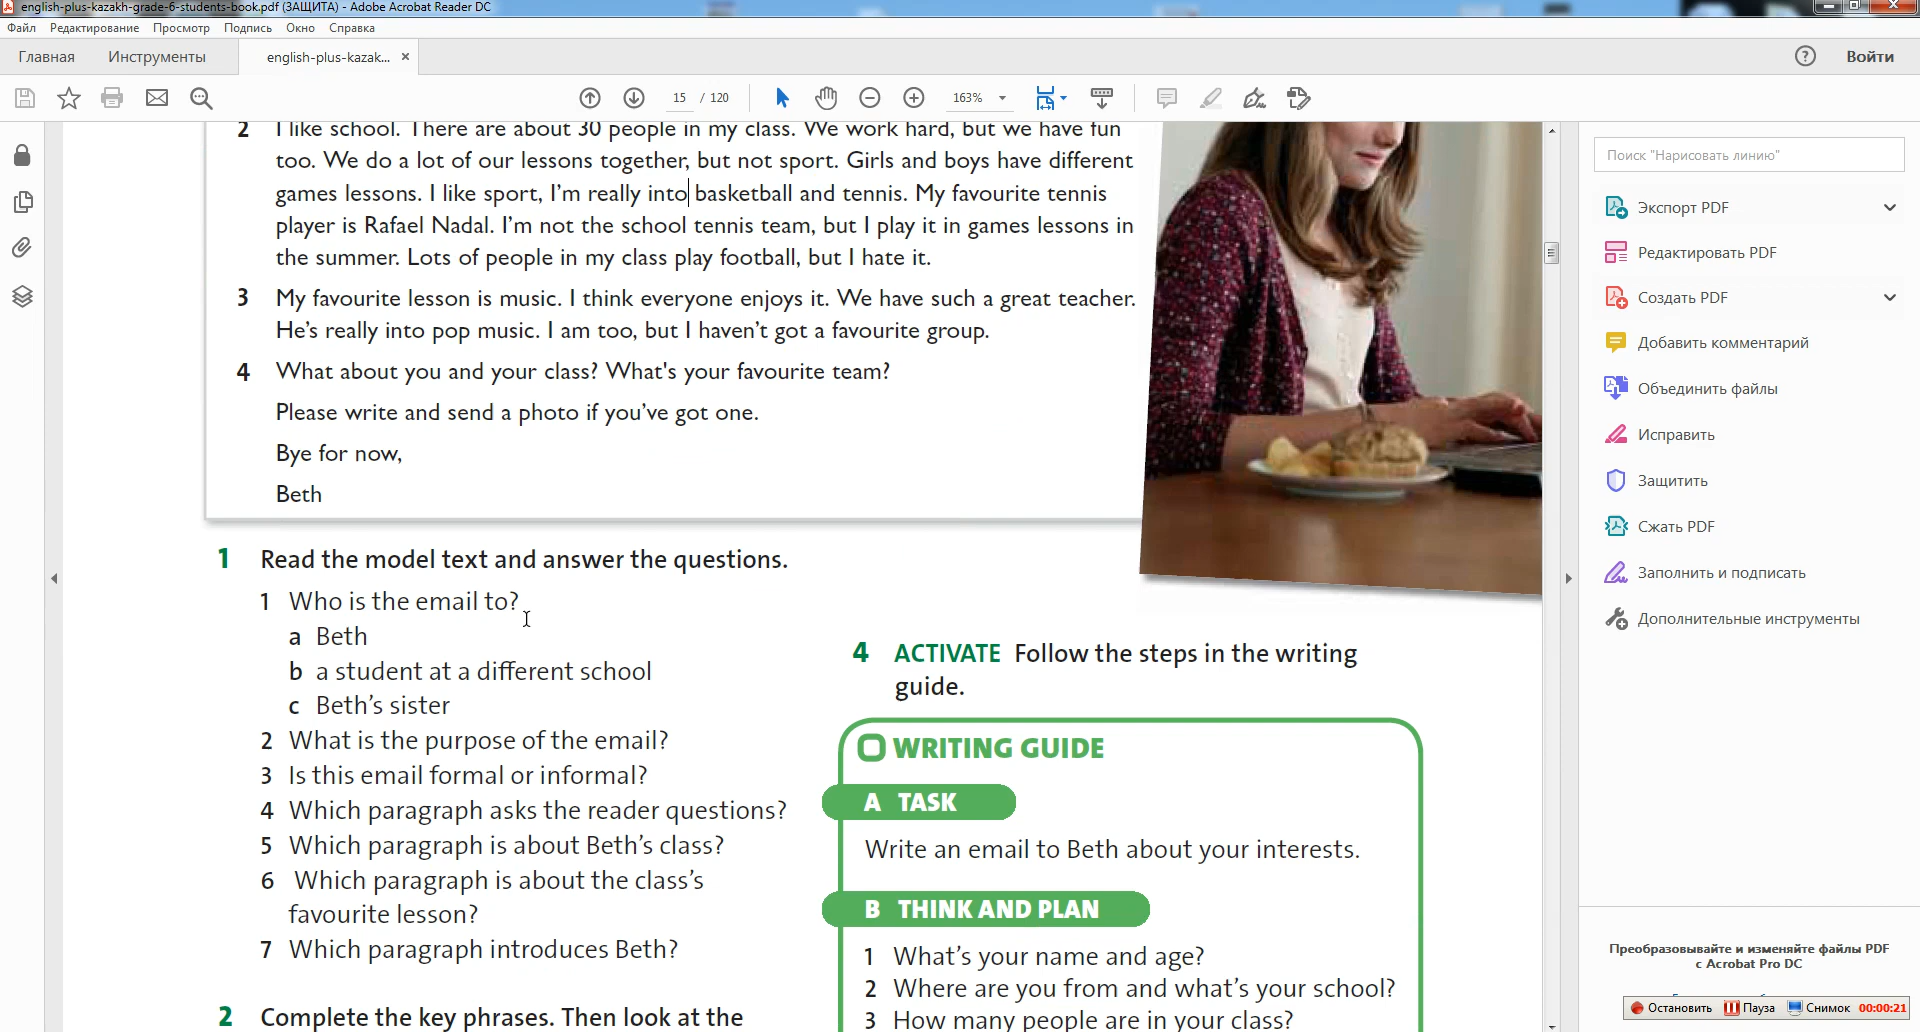 english-plus-kazakh-grade-6-students-book.pdf (ЗАЩИТА) - Adobe Acrobat Reader DC
Файл Редактирование Просмотр Подпись Окно Справка
Главная Инструменты english-plus-kazak... × Войти
15 / 120 163%
2 I like school. There are about 30 people in my class. We work hard, but we have fun
too. We do a lot of our lessons together, but not sport. Girls and boys have different
games lessons. I like sport, I'm really into basketball and tennis. My favourite tennis
player is Rafael Nadal. I'm not the school tennis team, but I play it in games lessons in
the summer. Lots of people in my class play football, but I hate it.
3 My favourite lesson is music. I think everyone enjoys it. We have such a great teacher.
He's really into pop music. I am too, but I haven't got a favourite group.
4 What about you and your class? What's your favourite team?
Please write and send a photo if you've got one.
Bye for now,
Beth
1 Read the model text and answer the questions.
1 Who is the email to?
a Beth
b a student at a different school
c Beth's sister
2 What is the purpose of the email?
3 Is this email formal or informal?
4 Which paragraph asks the reader questions?
5 Which paragraph is about Beth's class?
6 Which paragraph is about the class's
favourite lesson?
7 Which paragraph introduces Beth?
2 Complete the key phrases. Then look at the
4 ACTIVATE Follow the steps in the writing
guide.
WRITING GUIDE
A TASK
Write an email to Beth about your interests.
B THINK AND PLAN
1 What's your name and age?
2 Where are you from and what's your school?
3 How many people are in your class?
Поиск "Нарисовать линию"
Экспорт PDF
Редактировать PDF
Создать PDF
Добавить комментарий
Объединить файлы
Исправить
Защитить
Сжать PDF
Заполнить и подписать
Дополнительные инструменты
Преобразовывайте и изменяйте файлы PDF
с Acrobat Pro DC
Остановить Пауза Снимок 00:00:21